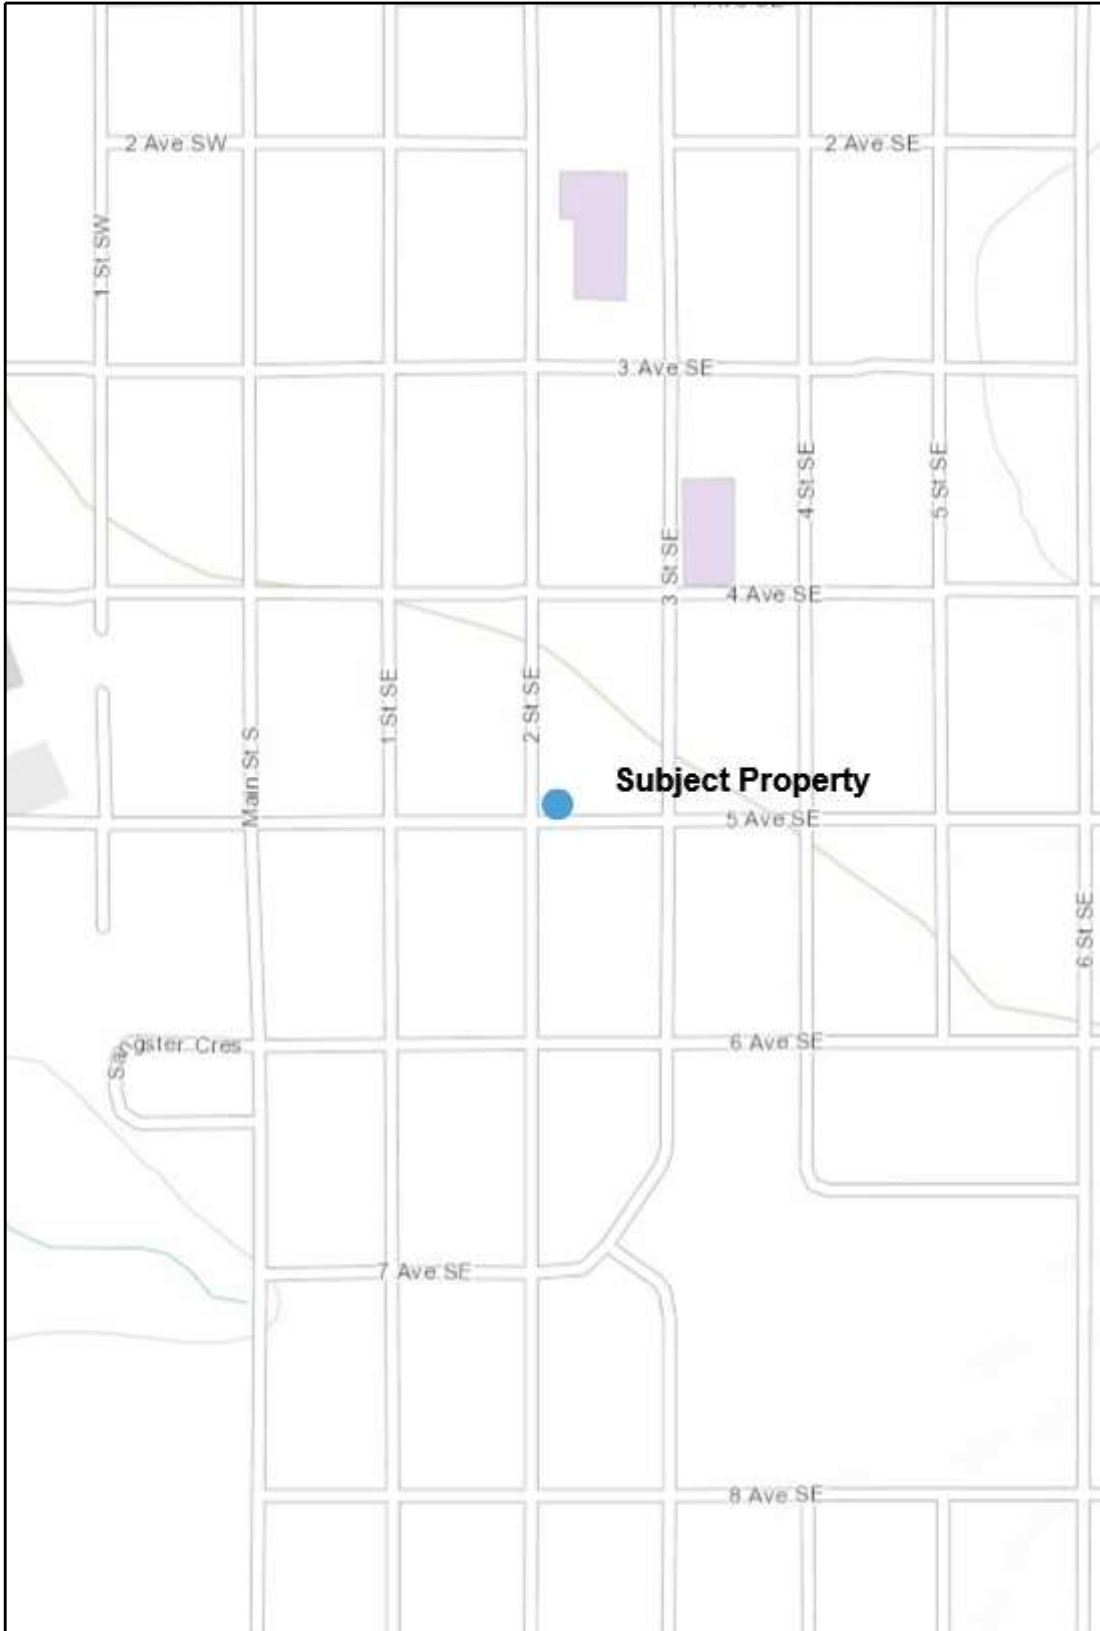 2 Ave SW
2 Ave SE
1 St SW
3 Ave SE
4 St SE
5 St SE
3 St SE
4 Ave SE
1 St SE
2 St SE
Main St S
Subject Property
5 Ave SE
6 St SE
Sangster Cres
6 Ave SE
7 Ave SE
8 Ave SE